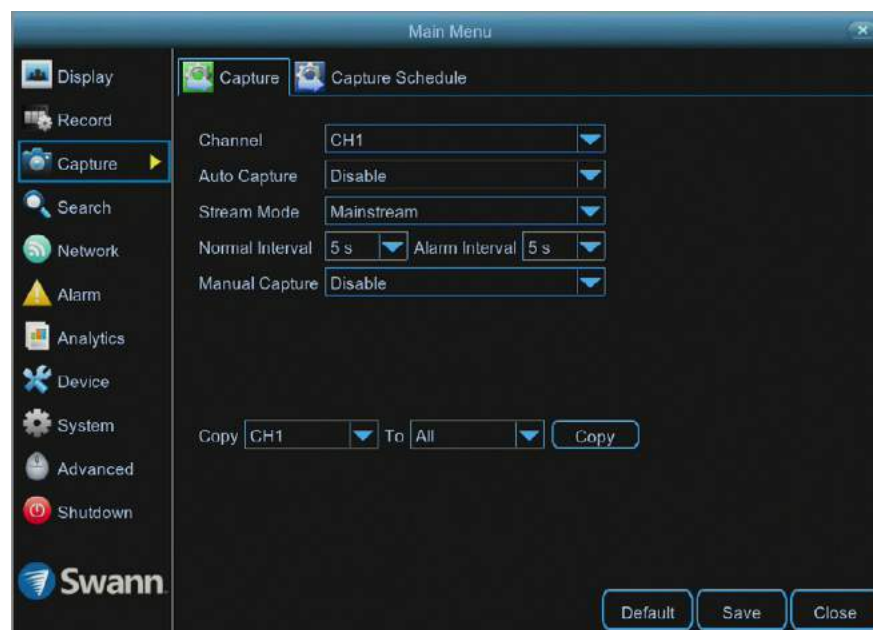 Main Menu
Display
Record
Capture
Search
Network
Alarm
Analytics
Device
System
Advanced
Shutdown
Swann
Capture Capture Schedule
Channel CH1
Auto Capture Disable
Stream Mode Mainstream
Normal Interval 5 s Alarm Interval 5 s
Manual Capture Disable
Copy CH1 To All Copy
Default Save Close